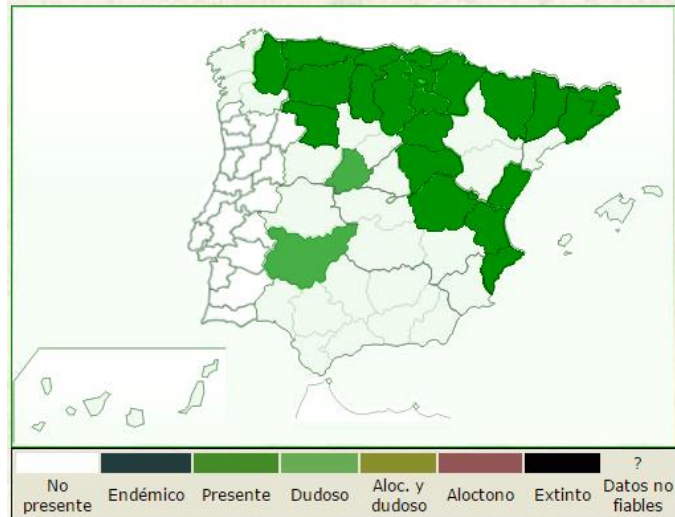 ?
No presente
Endémico
Presente
Dudoso
Aloc. y dudoso
Aloctono
Extinto
Datos no fiables